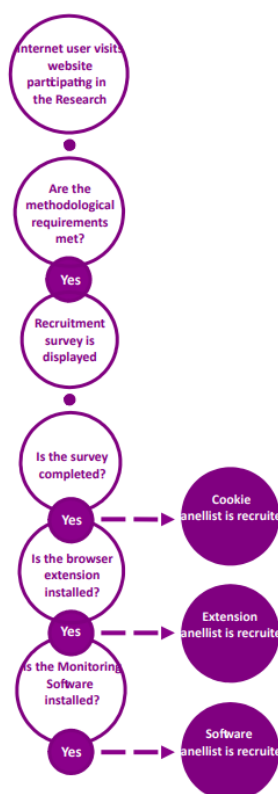 Internet user visits
website
participating in
the Research
Are the
methodological
requirements
met?
Yes
Recruitment
survey is
displayed
Is the survey
completed?
Yes
Cookie
anellist is recruite
Is the browser
extension
installed?
Yes
Extension
anellist is recruite
Is the Monitoring
Software
installed?
Yes
Software
anellist is recruite